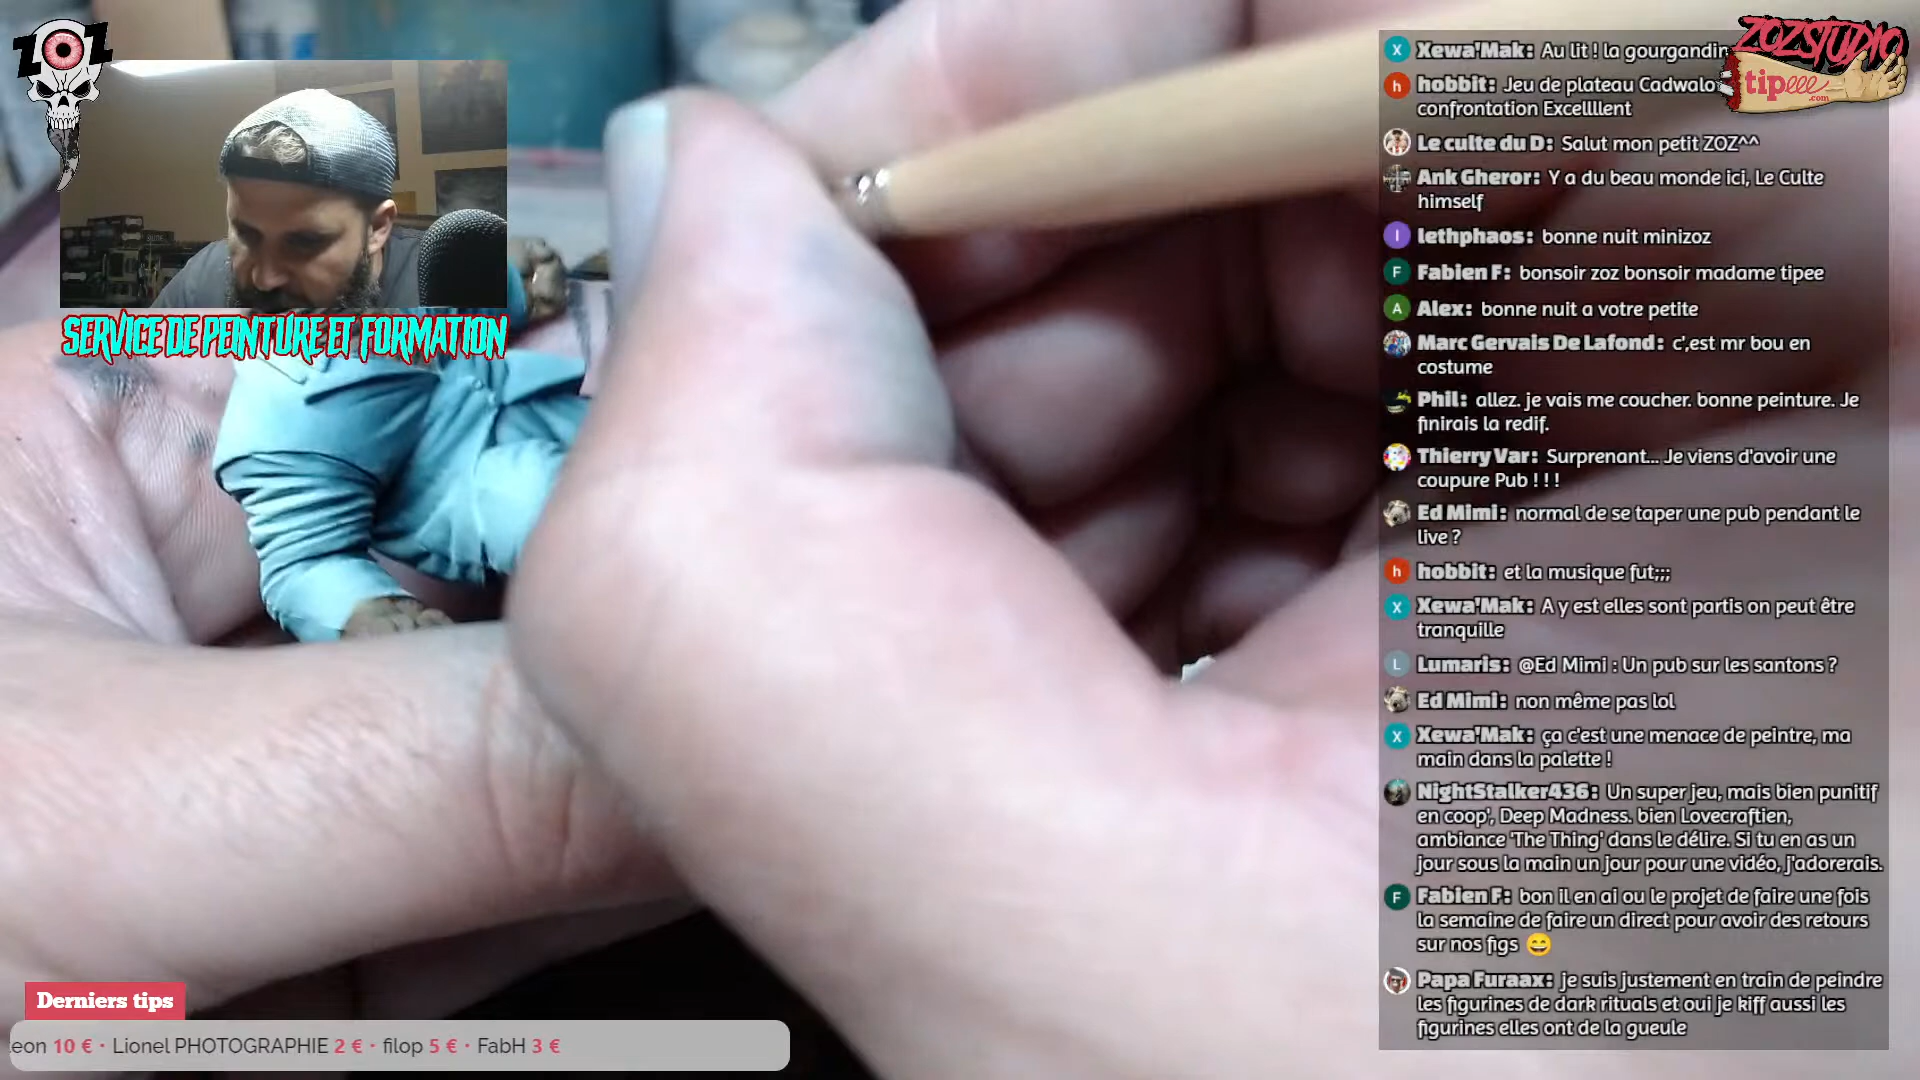 ZOZ
SERVICE DE PEINTURE ET FORMATION
ZOZSTUDIO
tipeee
.com
Xewa'Mak: Au lit ! la
hobbit: Jeu de plateau
confrontation Excellllent
Le culte du D: Salut mon petit ZOZ^^
Ank Gheror: Y a du beau monde ici, Le Culte
himself
lethphaos: bonne nuit minizoz
Fabien F: bonsoir zoz bonsoir madame tipee
Alex: bonne nuit a votre petite
Marc Gervais De Lafond: c',est mr bou en
costume
Phil: allez. je vais me coucher. bonne peinture. Je
finirais la redif.
Thierry Var: Surprenant... Je viens d'avoir une
coupure Pub ! ! !
Ed Mimi: normal de se taper une pub pendant le
live ?
hobbit: et la musique fut;;;
Xewa'Mak: A y est elles sont partis on peut être
tranquille
Lumaris: @Ed Mimi : Un pub sur les santons ?
Ed Mimi: non même pas lol
Xewa'Mak: ça c'est une menace de peintre, ma
main dans la palette !
NightStalker436: Un super jeu, mais bien punitif
en coop', Deep Madness. bien Lovecraftien,
ambiance 'The Thing' dans le délire. Si tu en as un
jour sous la main un jour pour une vidéo, j'adorerais.
Fabien F: bon il en ai ou le projet de faire une fois
la semaine de faire un direct pour avoir des retours
sur nos figs 😄
Papa Furaax: je suis justement en train de peindre
les figurines de dark rituals et oui je kiff aussi les
figurines elles ont de la gueule
Derniers tips
eon 10 € · Lionel PHOTOGRAPHIE 2 € · filop 5 € · FabH 3 €